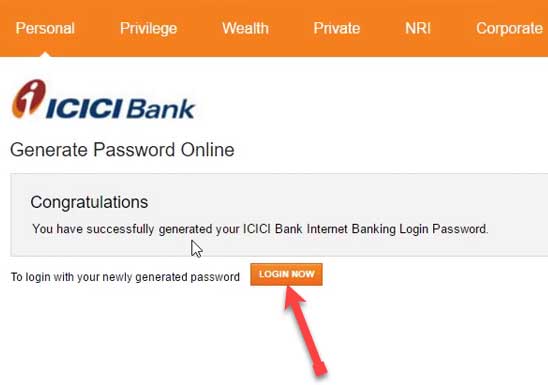 Personal Privilege Wealth Private NRI Corporate
ICICI Bank
Generate Password Online
Congratulations
You have successfully generated your ICICI Bank Internet Banking Login Password.
To login with your newly generated password LOGIN NOW